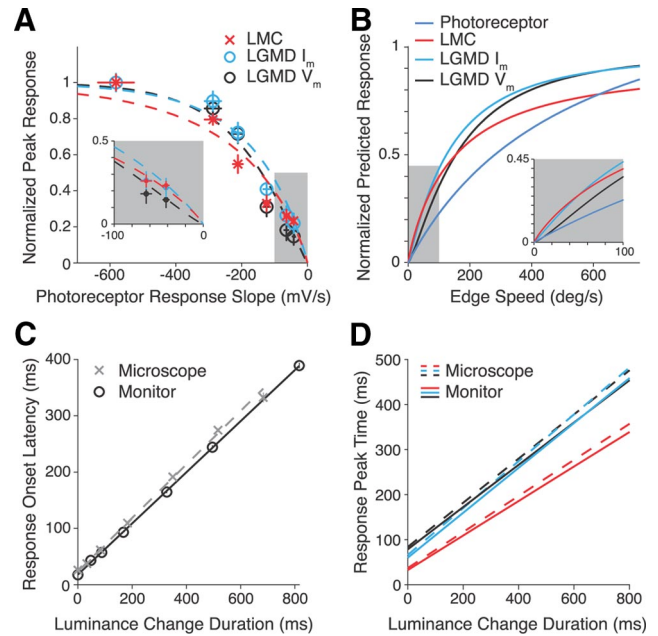 A
LMC
LGMD Im
LGMD Vm
Normalized Peak Response
1
0.8
0.6
0.4
0.2
0
0.5
0
-100
0
-600
-400
-200
0
Photoreceptor Response Slope (mV/s)
B
Photoreceptor
LMC
LGMD Im
LGMD Vm
Normalized Predicted Response
1
0.5
0
0.45
0
0
100
0
200
400
600
Edge Speed (deg/s)
C
Microscope
Monitor
Response Onset Latency (ms)
400
300
200
100
0
0
200
400
600
800
Luminance Change Duration (ms)
D
Microscope
Monitor
Response Peak Time (ms)
500
400
300
200
100
0
0
200
400
600
800
Luminance Change Duration (ms)